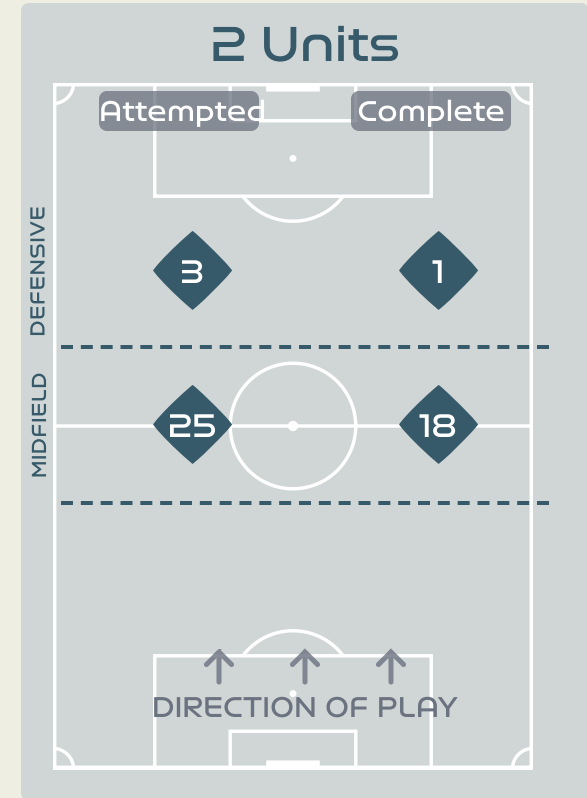 2 Units
Attempted Complete
DEFENSIVE
3 1
MIDFIELD
25 18
DIRECTION OF PLAY